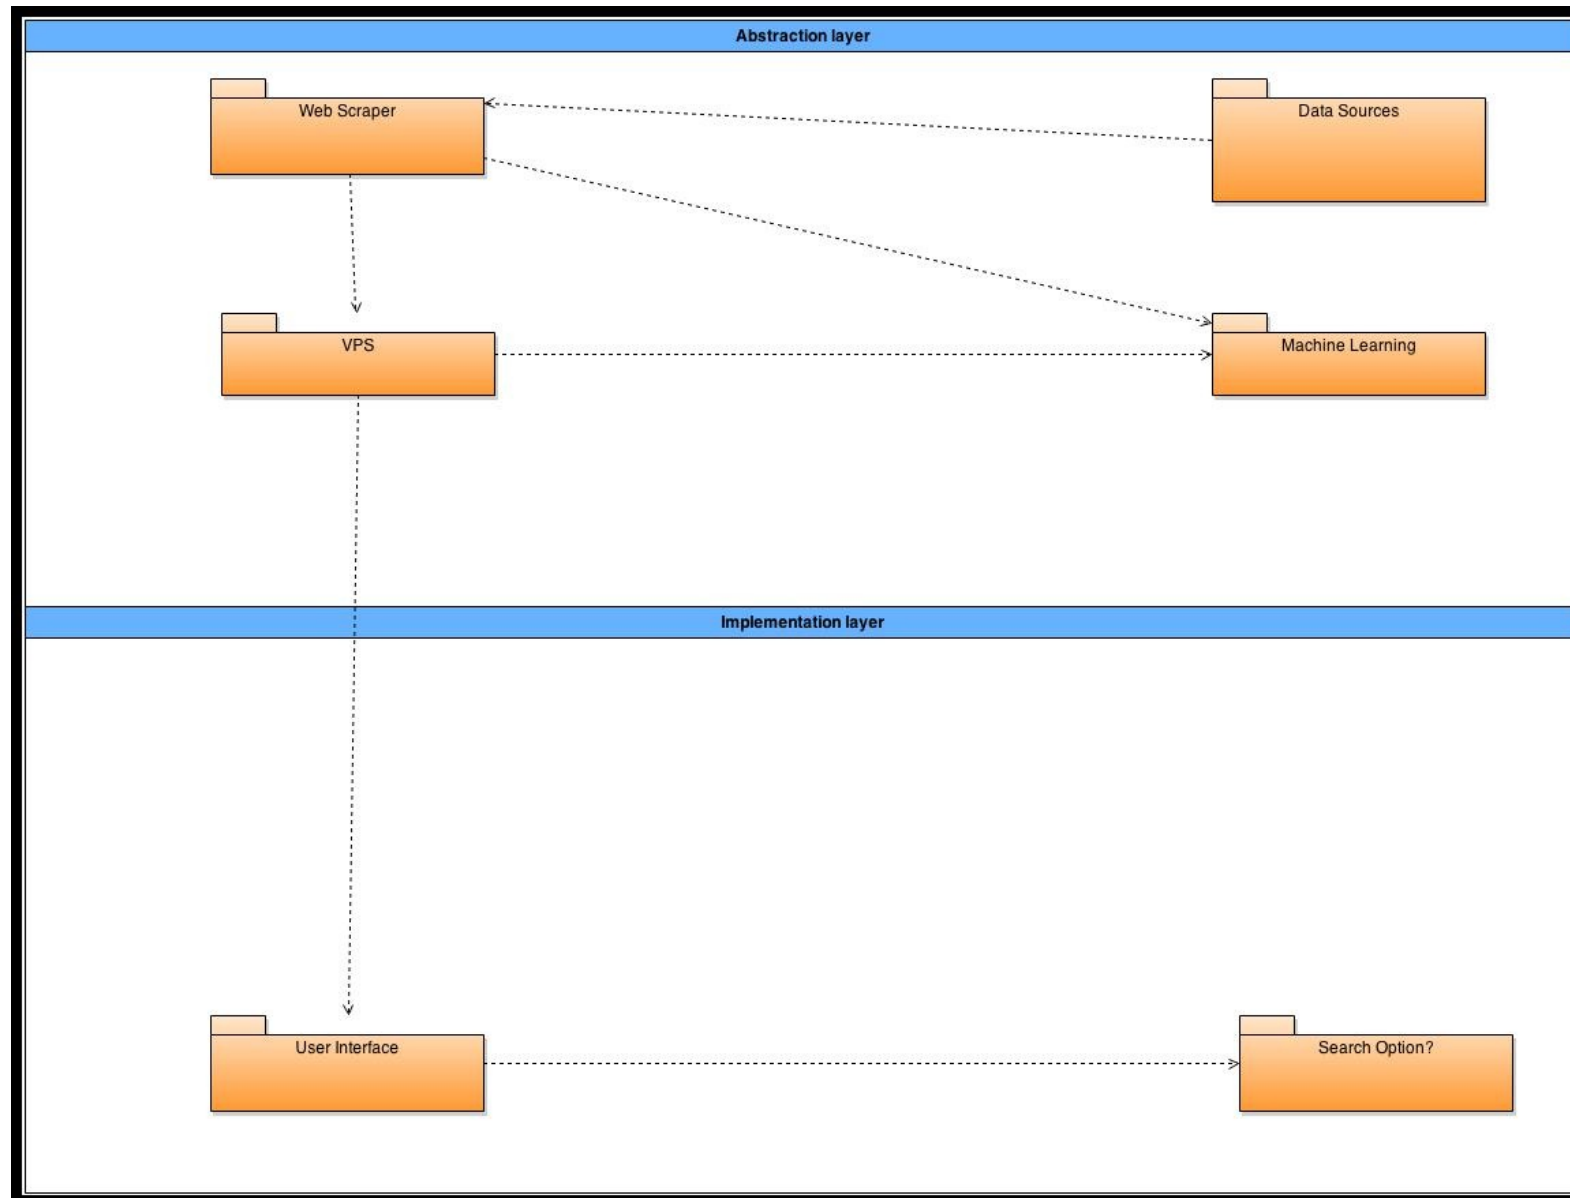 Abstraction layer
Web Scraper
Data Sources
VPS
Machine Learning
Implementation layer
User Interface
Search Option?